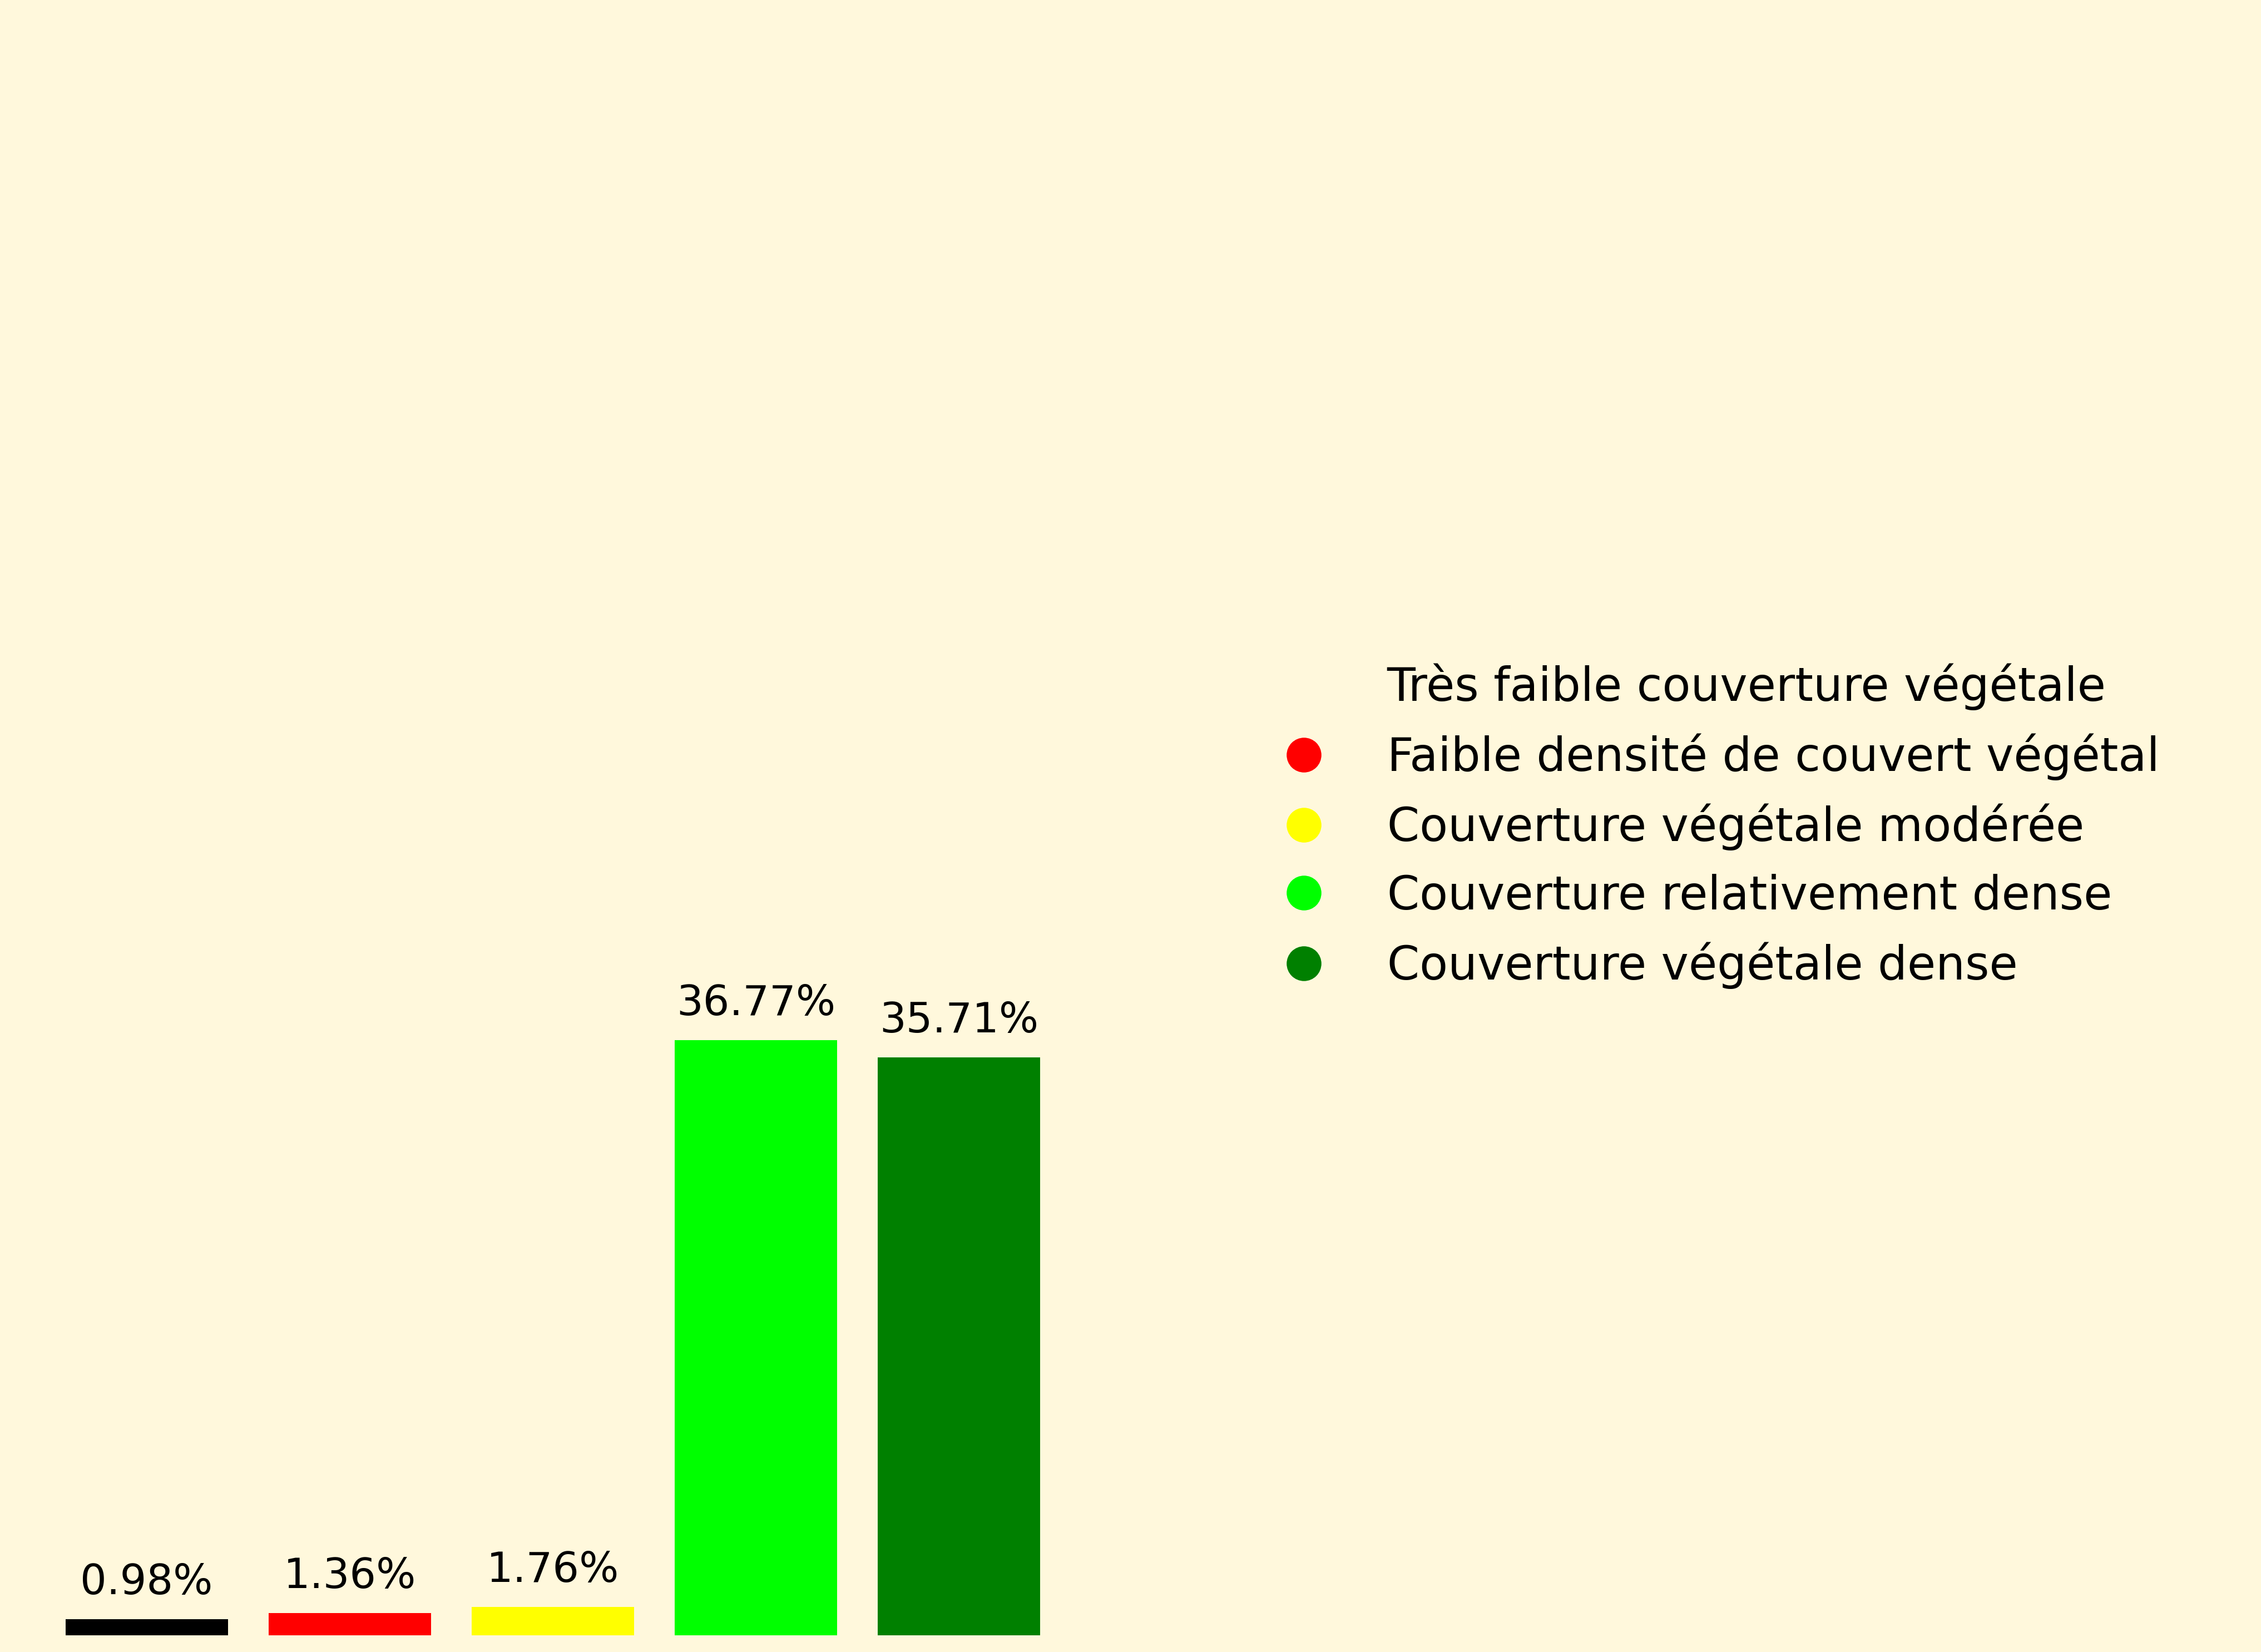 Très faible couverture végétale
Faible densité de couvert végétal
Couverture végétale modérée
Couverture relativement dense
Couverture végétale dense
36.77%
35.71%
0.98%
1.36%
1.76%